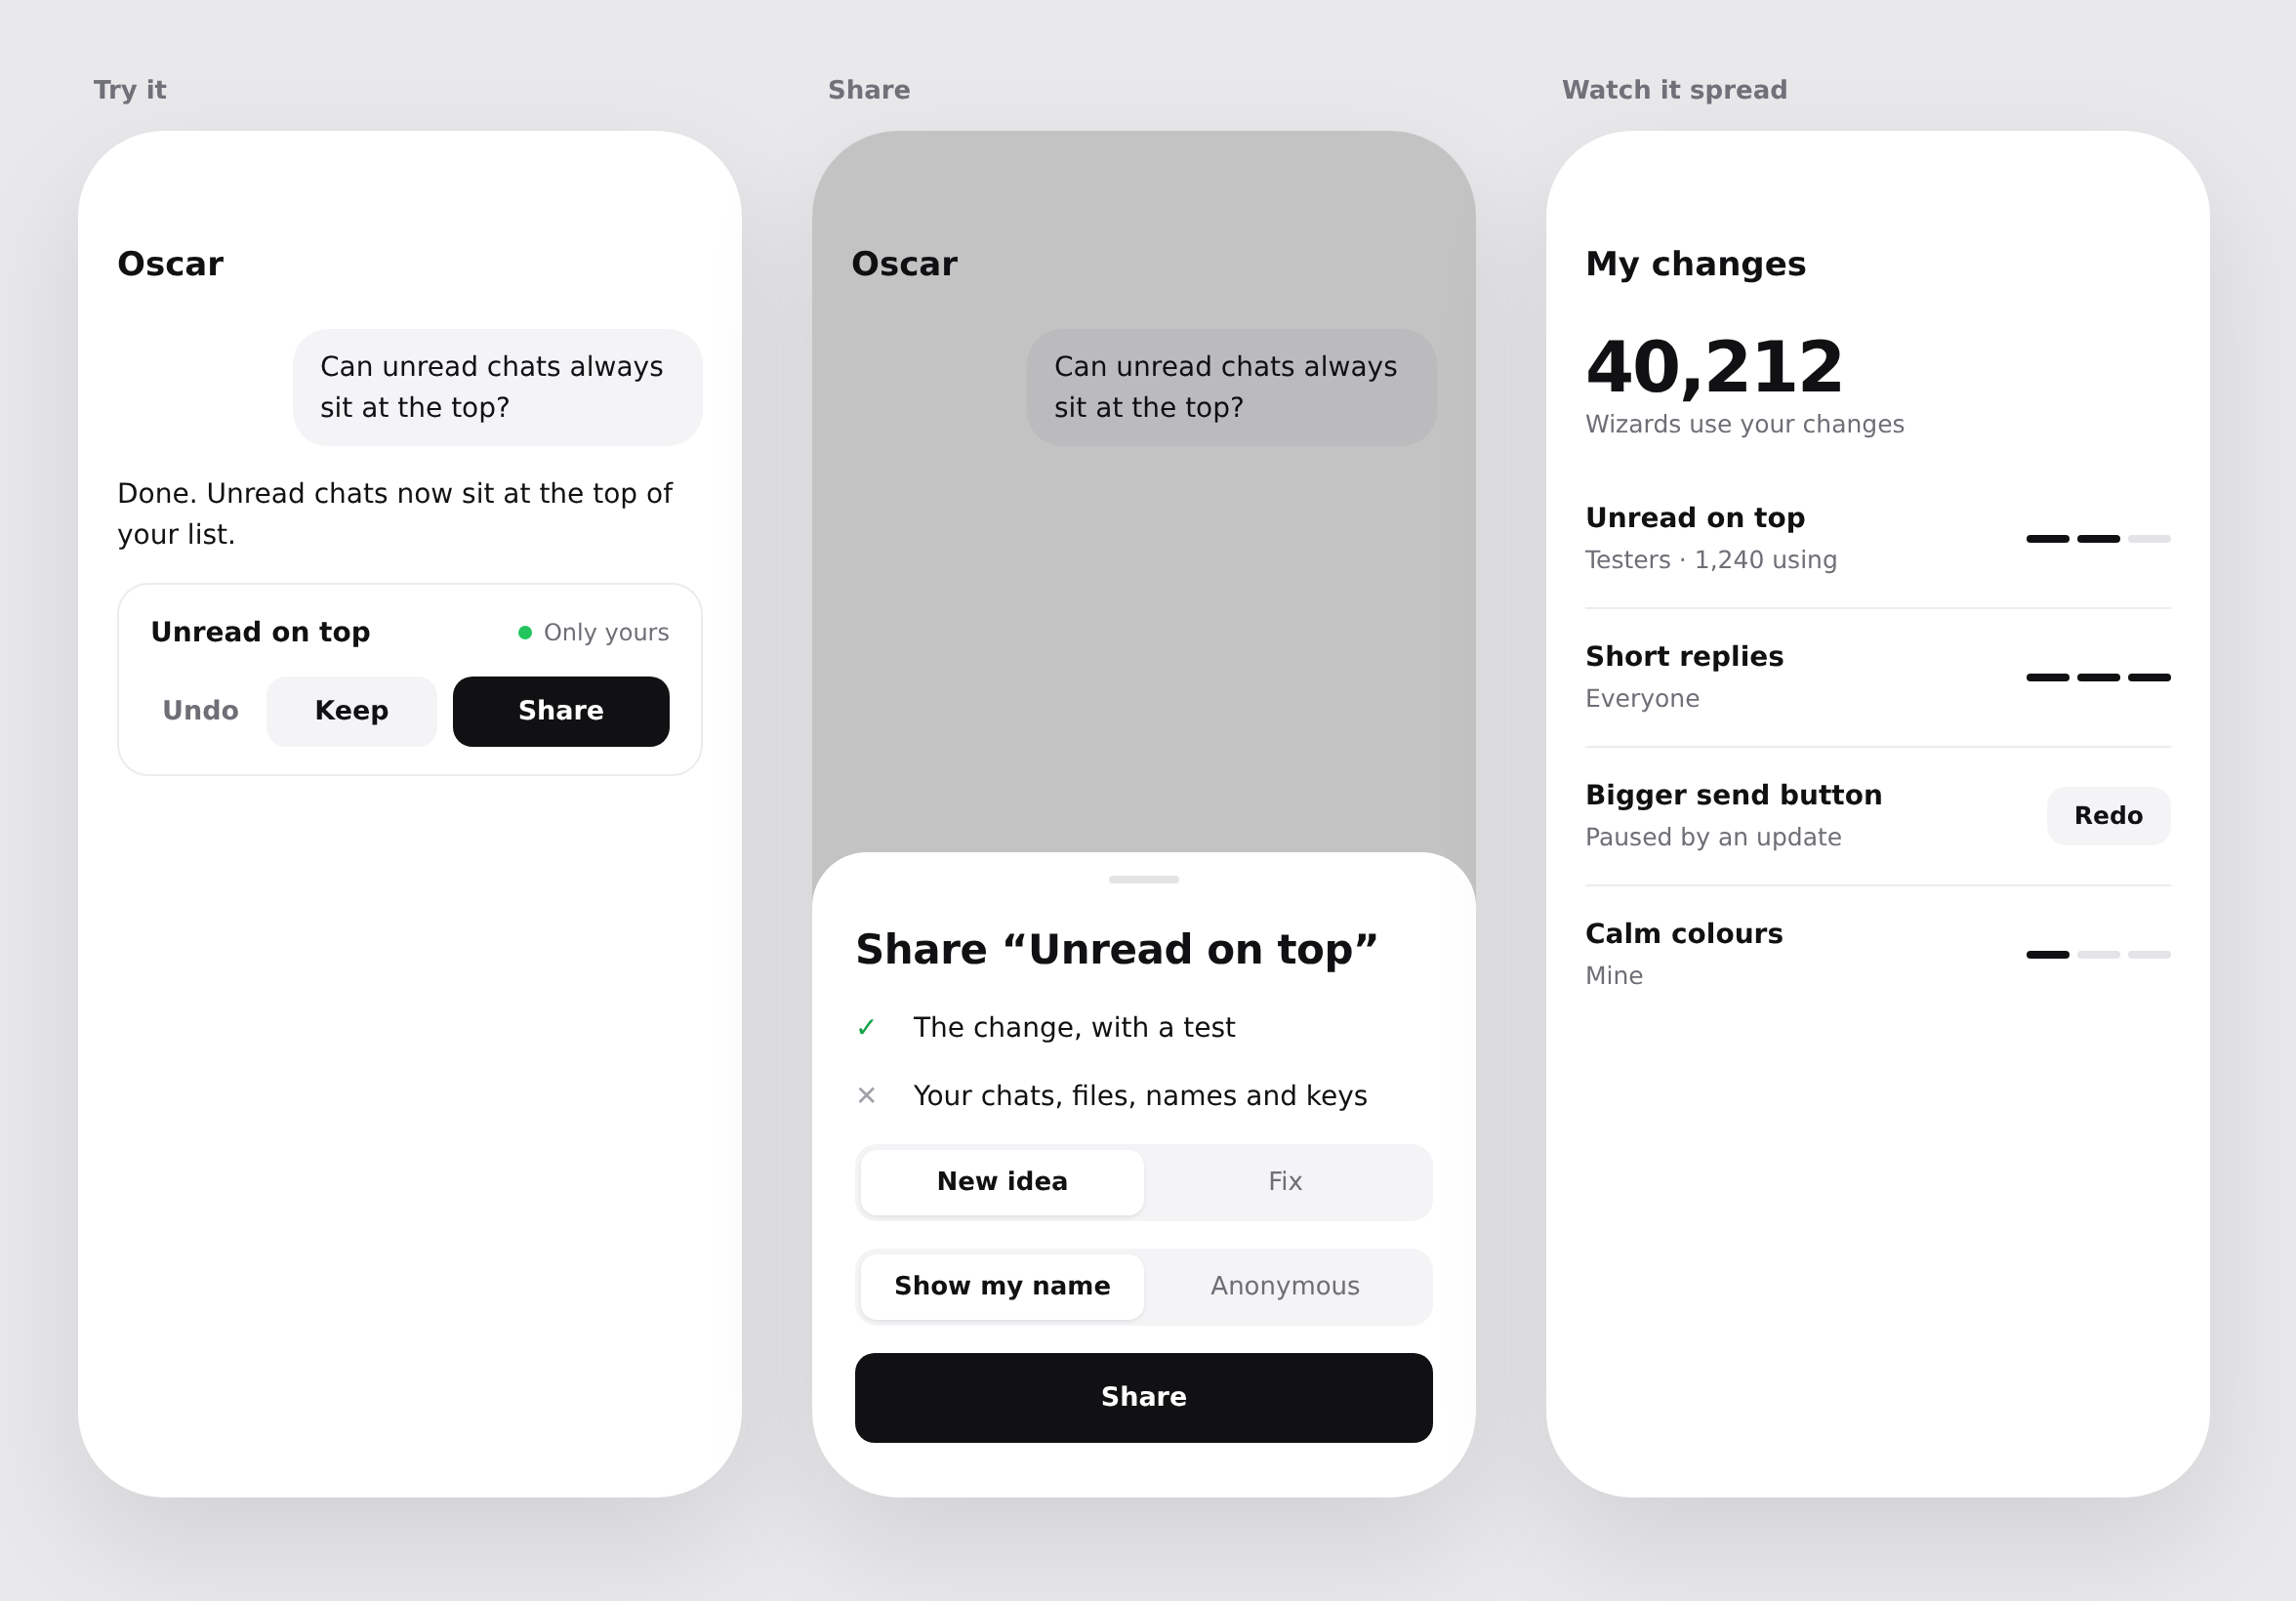 Try it
Oscar
Can unread chats always
sit at the top?
Done. Unread chats now sit at the top of
your list.
Unread on top
Only yours
Undo
Keep
Share
Share
Oscar
Can unread chats always
sit at the top?
Share “Unread on top”
✓ The change, with a test
✕ Your chats, files, names and keys
New idea
Fix
Show my name
Anonymous
Share
Watch it spread
My changes
40,212
Wizards use your changes
Unread on top
Testers · 1,240 using
Short replies
Everyone
Bigger send button
Paused by an update
Redo
Calm colours
Mine